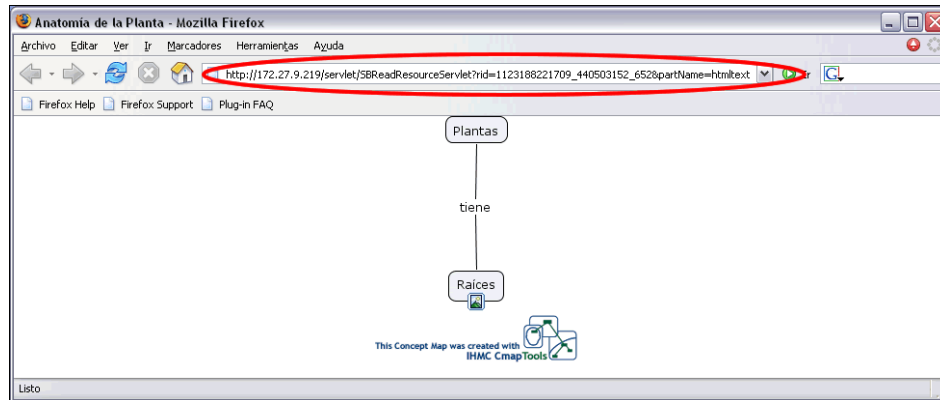 Anatomía de la Planta - Mozilla Firefox
Archivo Editar Ver Ir Marcadores Herramientas Ayuda
http://172.27.9.219/servlet/SBReadResourceServlet?rid=1123188221709_440503152_652&partName=htmltext
Firefox Help Firefox Support Plug-in FAQ
Plantas
tiene
Raíces
This Concept Map was created with
IHMC CmapTools
Listo